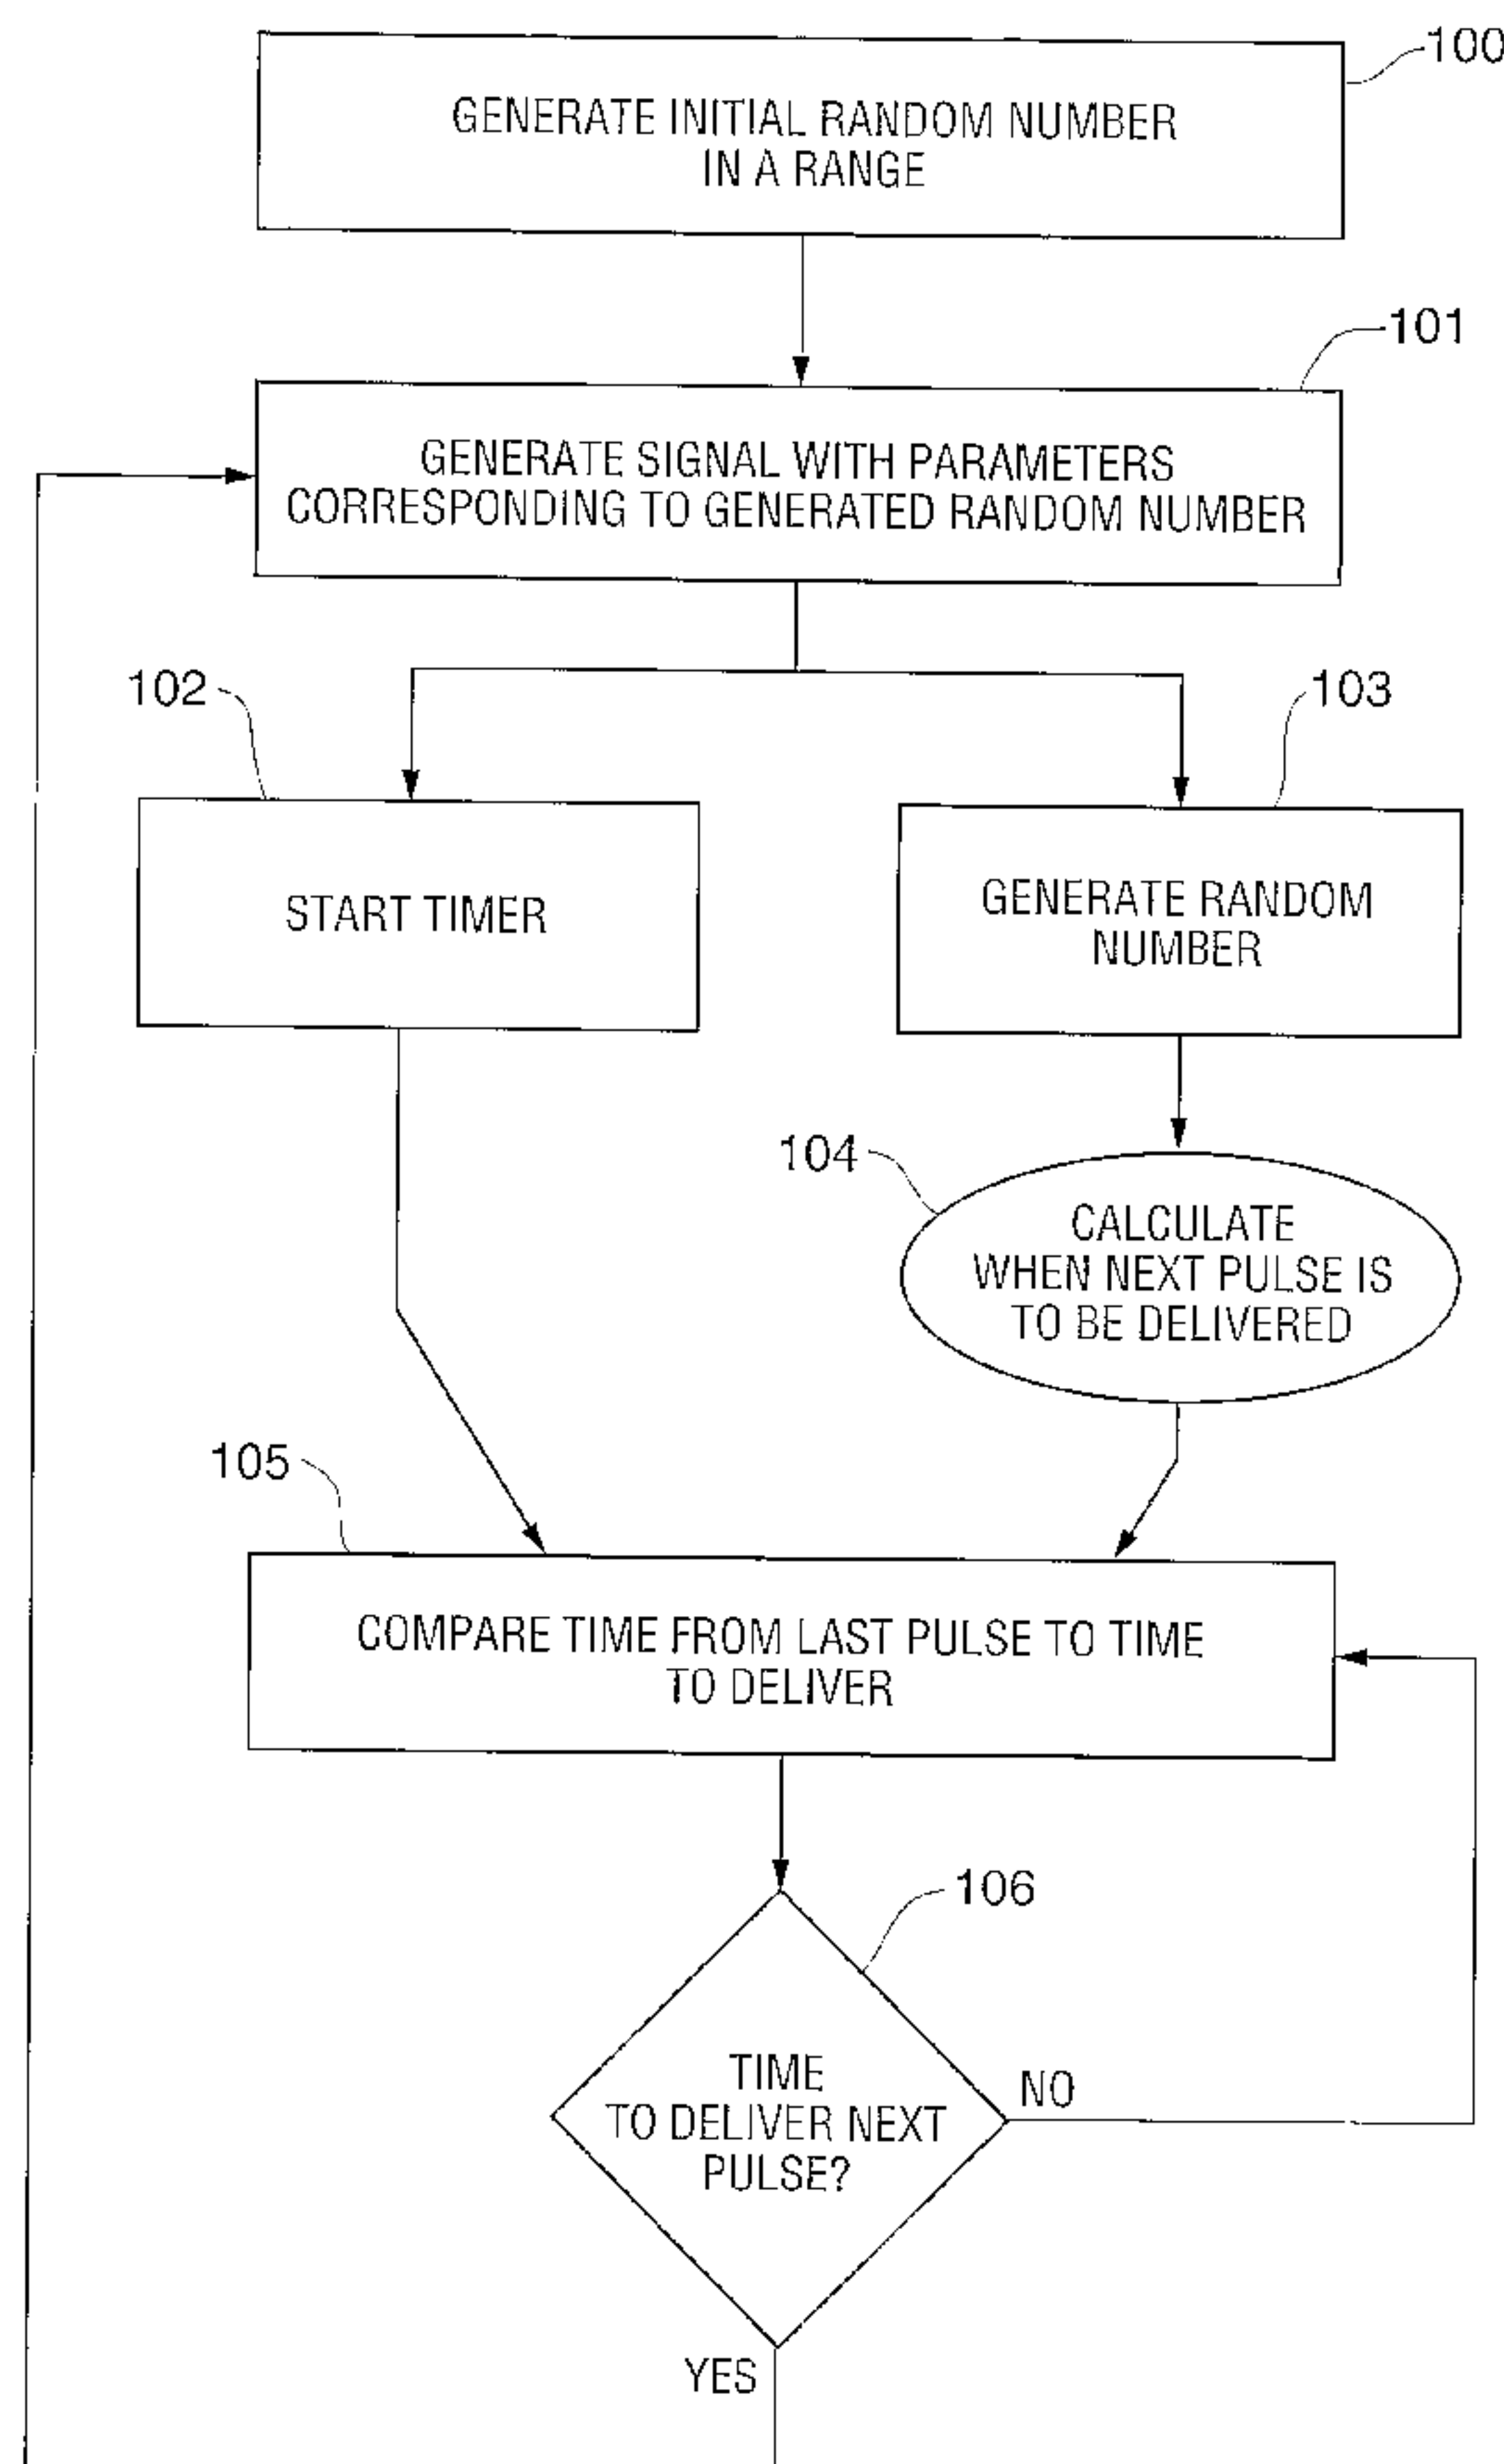 100
GENERATE INITIAL RANDOM NUMBER
IN A RANGE
101
GENERATE SIGNAL WITH PARAMETERS
CORRESPONDING TO GENERATED RANDOM NUMBER
102
103
START TIMER
GENERATE RANDOM
NUMBER
104
CALCULATE
WHEN NEXT PULSE IS
TO BE DELIVERED
105
COMPARE TIME FROM LAST PULSE TO TIME
TO DELIVER
106
TIME
TO DELIVER NEXT
PULSE?
NO
YES